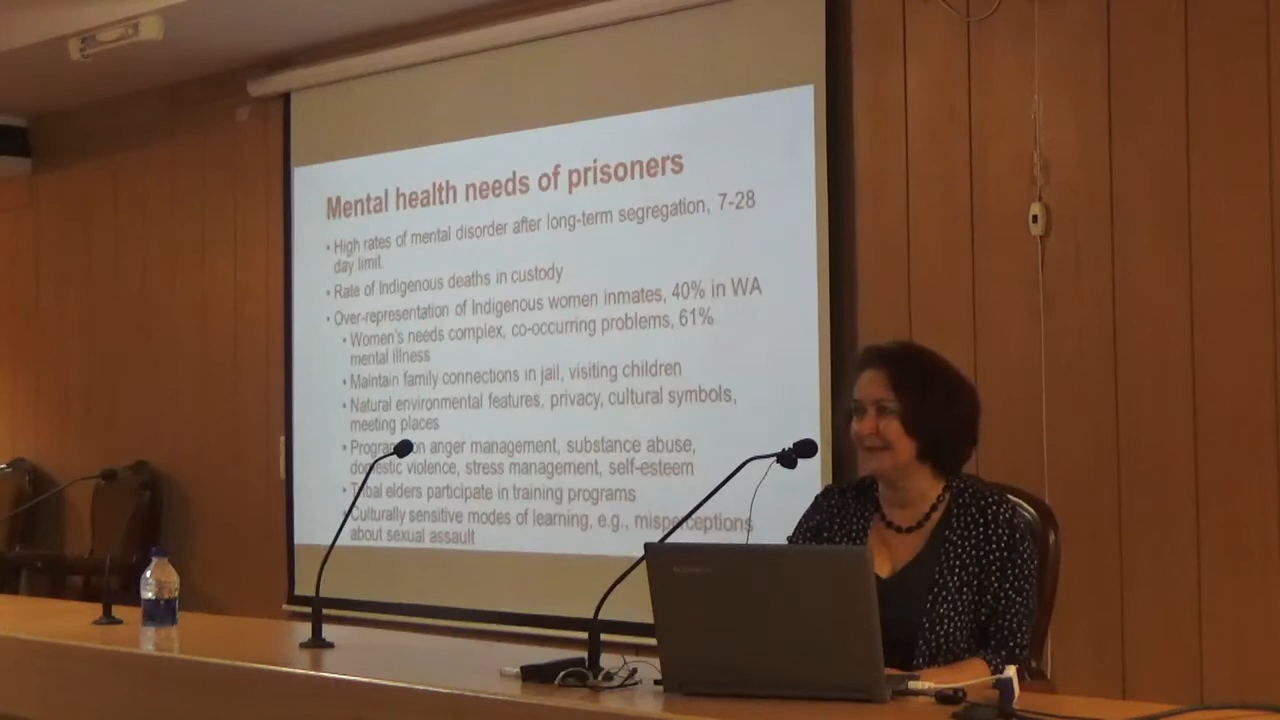 Mental health needs of prisoners
• High rates of mental disorder after long-term segregation, 7-28
day limit.
• Rate of Indigenous deaths in custody
• Over-representation of Indigenous women inmates, 40% in WA
• Women's needs complex, co-occurring problems, 61%
mental illness
• Maintain family connections in jail, visiting children
• Natural environmental features, privacy, cultural symbols,
meeting places
• Programs on anger management, substance abuse,
domestic violence, stress management, self-esteem
• Tribal elders participate in training programs
• Culturally sensitive modes of learning, e.g., misperceptions
about sexual assault